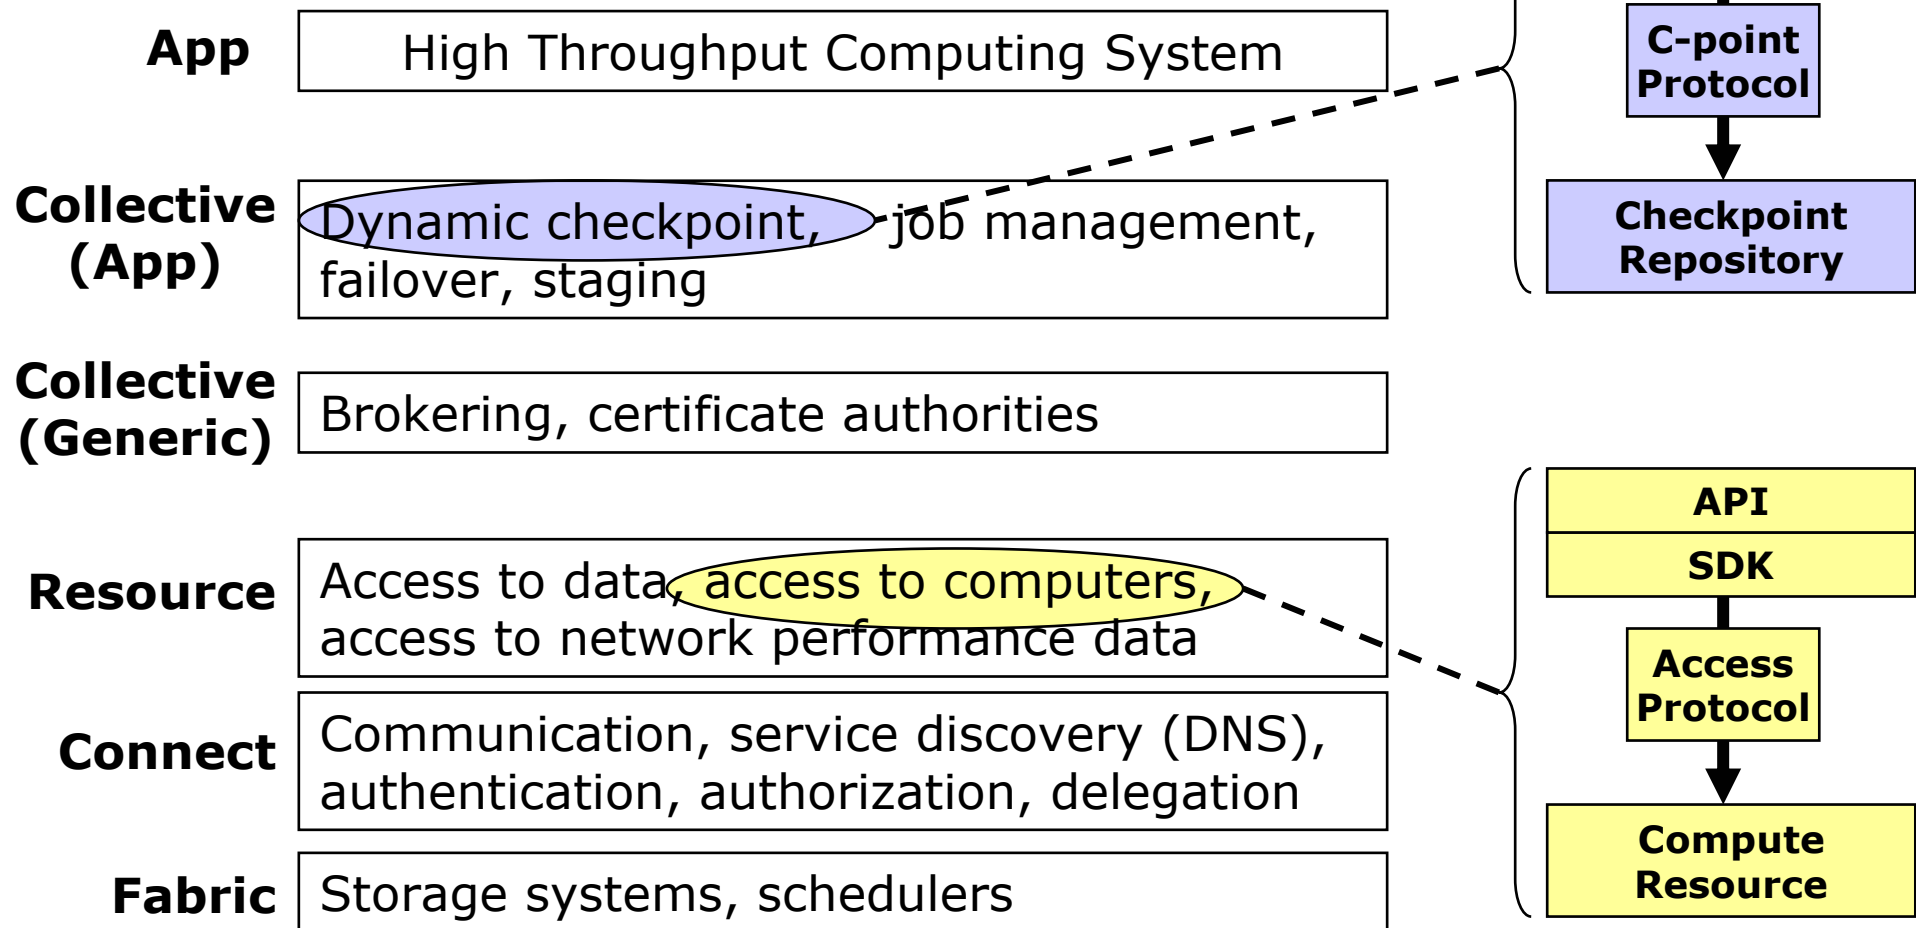 App
High Throughput Computing System
C-point
Protocol
Collective
(App)
Dynamic checkpoint, job management,
failover, staging
Checkpoint
Repository
Collective
(Generic)
Brokering, certificate authorities
API
SDK
Resource
Access to data, access to computers,
access to network performance data
Access
Protocol
Connect
Communication, service discovery (DNS),
authentication, authorization, delegation
Compute
Resource
Fabric
Storage systems, schedulers